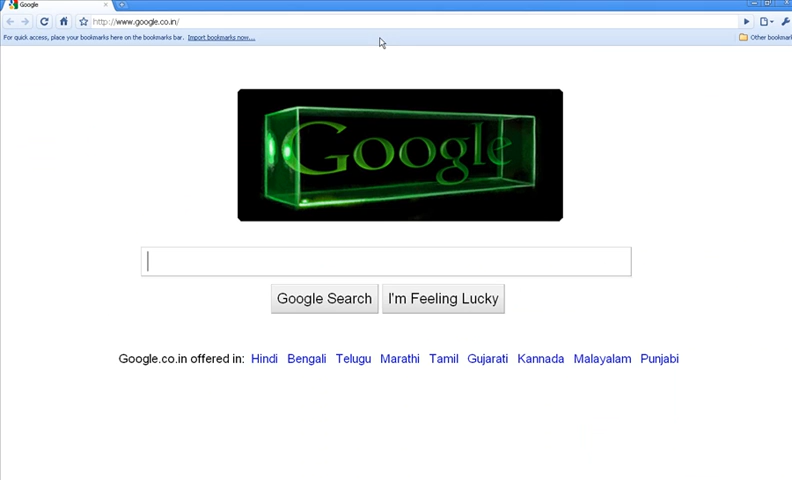 Google
http://www.google.co.in/
For quick access, place your bookmarks here on the bookmarks bar. Import bookmarks now... Other bookmar
Google
Google Search I'm Feeling Lucky
Google.co.in offered in: Hindi Bengali Telugu Marathi Tamil Gujarati Kannada Malayalam Punjabi